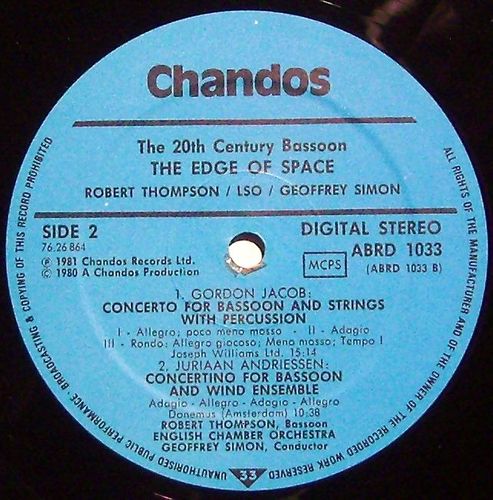 Chandos
The 20th Century Bassoon
THE EDGE OF SPACE
ROBERT THOMPSON / LSO / GEOFFREY SIMON
SIDE 2
76.26 864
℗ 1981 Chandos Records Ltd.
© 1980 A Chandos Production
DIGITAL STEREO
ABRD 1033
MCPS
(ABRD 1033 B)
1. GORDON JACOB:
CONCERTO FOR BASSOON AND STRINGS
WITH PERCUSSION
I - Allegro; poco meno mosso - II - Adagio
III - Rondo: Allegro giocoso; Meno mosso; Tempo I
Joseph Williams Ltd. 15:14
2. JURIAAN ANDRIESSEN:
CONCERTINO FOR BASSOON
AND WIND ENSEMBLE
Adagio - Allegro - Adagio - Allegro
Donemus (Amsterdam) 10:38
ROBERT THOMPSON, Bassoon
ENGLISH CHAMBER ORCHESTRA
GEOFFREY SIMON, Conductor
33
ALL RIGHTS OF THE MANUFACTURER AND OF THE OWNER OF THE RECORDED WORK RESERVED
UNAUTHORISED PUBLIC PERFORMANCE · BROADCASTING & COPYING OF THIS RECORD PROHIBITED